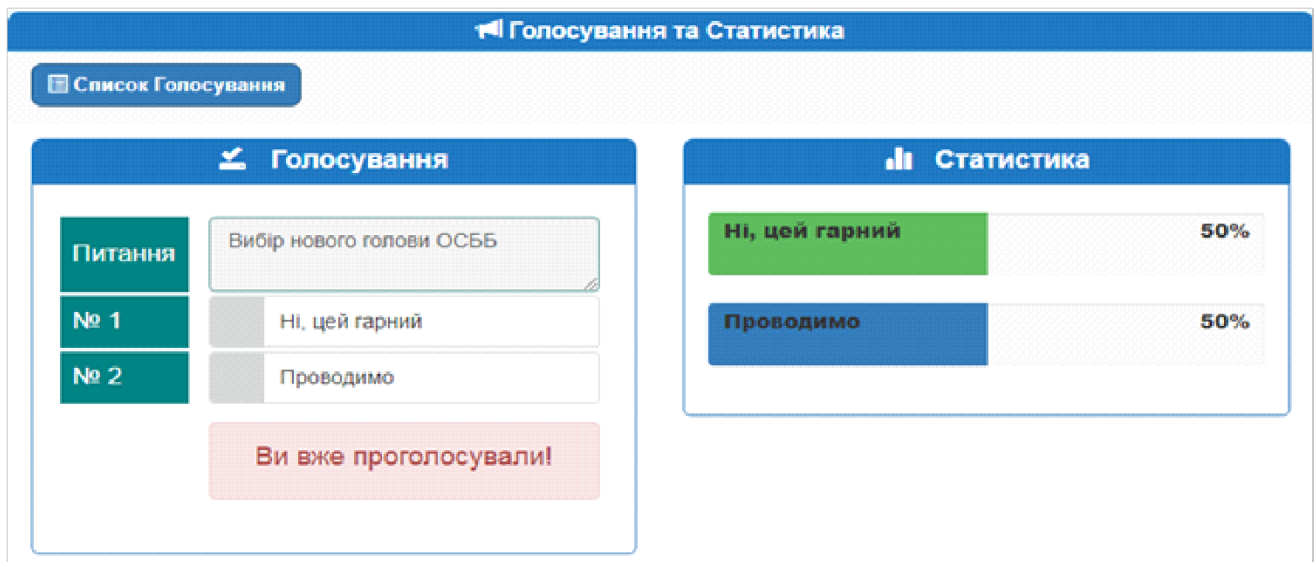 Голосування та Статистика
Список Голосування
Голосування
Питання
Вибір нового голови ОСББ
№ 1
Ні, цей гарний
№ 2
Проводимо
Ви вже проголосували!
Статистика
Ні, цей гарний 50%
Проводимо 50%